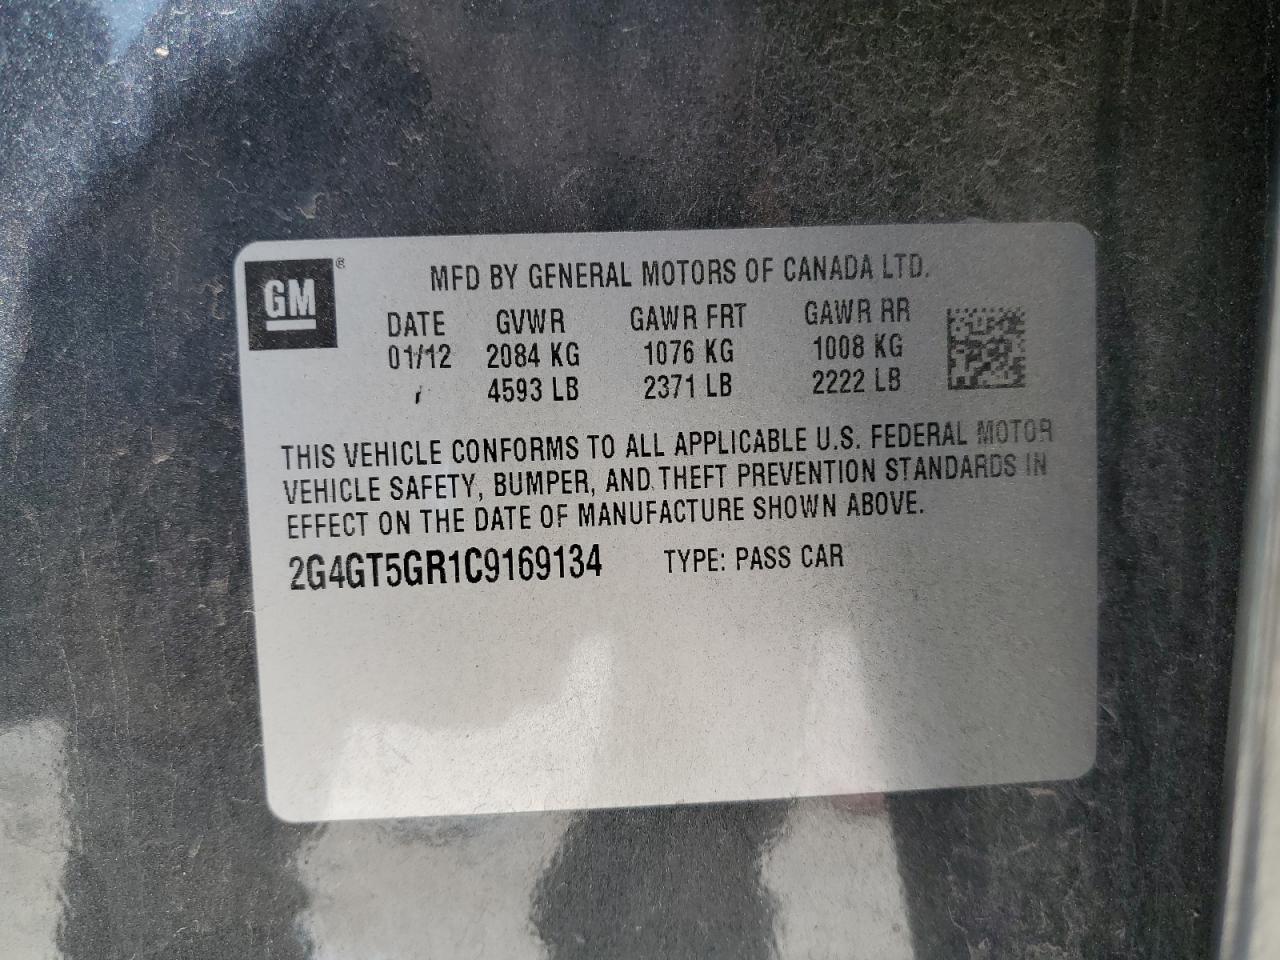 GM®
MFD BY GENERAL MOTORS OF CANADA LTD.
DATE GVWR GAWR FRT GAWR RR
01/12 2084 KG 1076 KG 1008 KG
4593 LB 2371 LB 2222 LB
THIS VEHICLE CONFORMS TO ALL APPLICABLE U.S. FEDERAL MOTOR
VEHICLE SAFETY, BUMPER, AND THEFT PREVENTION STANDARDS IN
EFFECT ON THE DATE OF MANUFACTURE SHOWN ABOVE.
2G4GT5GR1C9169134 TYPE: PASS CAR